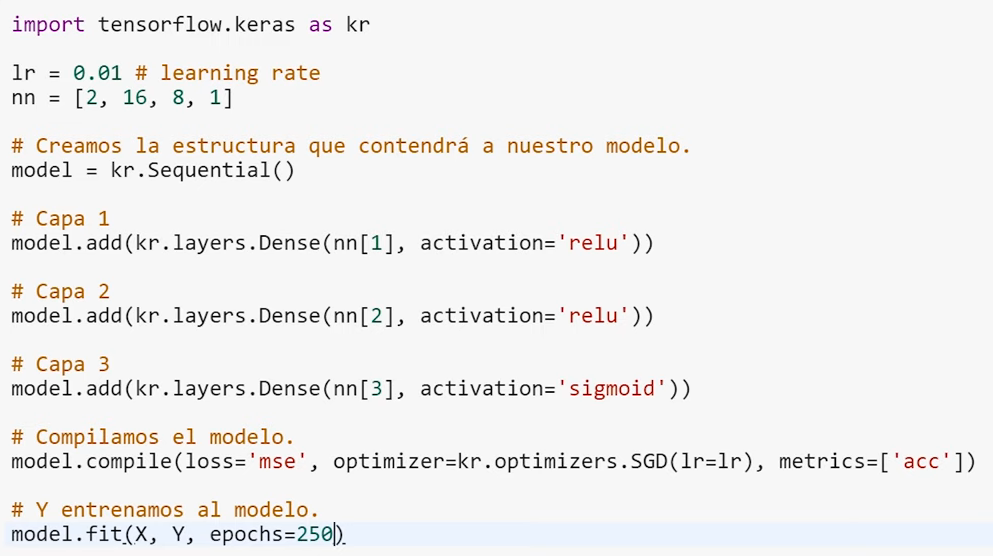 import tensorflow.keras as kr
lr = 0.01 # learning rate
nn = [2, 16, 8, 1]
# Creamos la estructura que contendrá a nuestro modelo.
model = kr.Sequential()
# Capa 1
model.add(kr.layers.Dense(nn[1], activation='relu'))
# Capa 2
model.add(kr.layers.Dense(nn[2], activation='relu'))
# Capa 3
model.add(kr.layers.Dense(nn[3], activation='sigmoid'))
# Compilamos el modelo.
model.compile(loss='mse', optimizer=kr.optimizers.SGD(lr=lr), metrics=['acc'])
# Y entrenamos al modelo.
model.fit(X, Y, epochs=250)